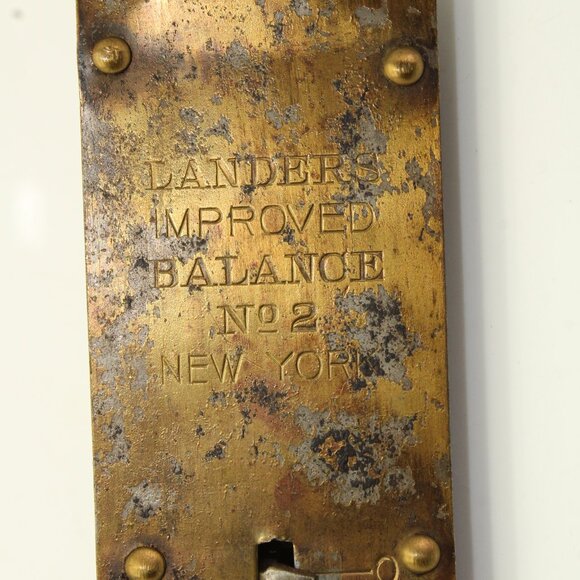 LANDERS
IMPROVED
BALANCE
No 2
NEW YORK